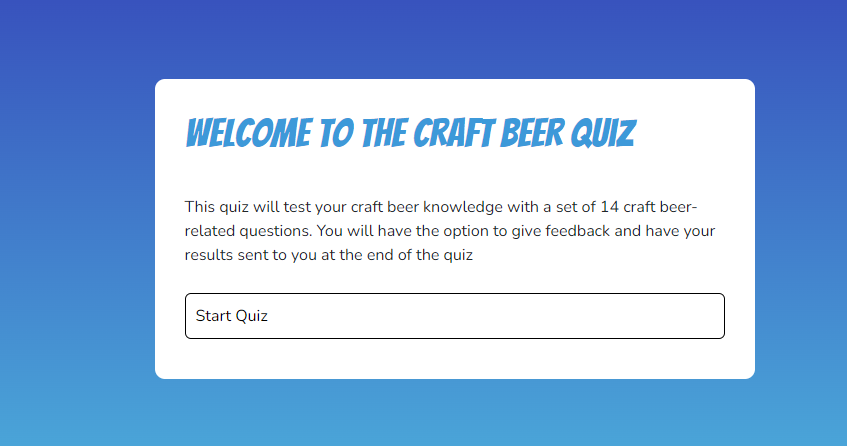 WELCOME TO THE CRAFT BEER QUIZ
This quiz will test your craft beer knowledge with a set of 14 craft beer-
related questions. You will have the option to give feedback and have your
results sent to you at the end of the quiz
Start Quiz